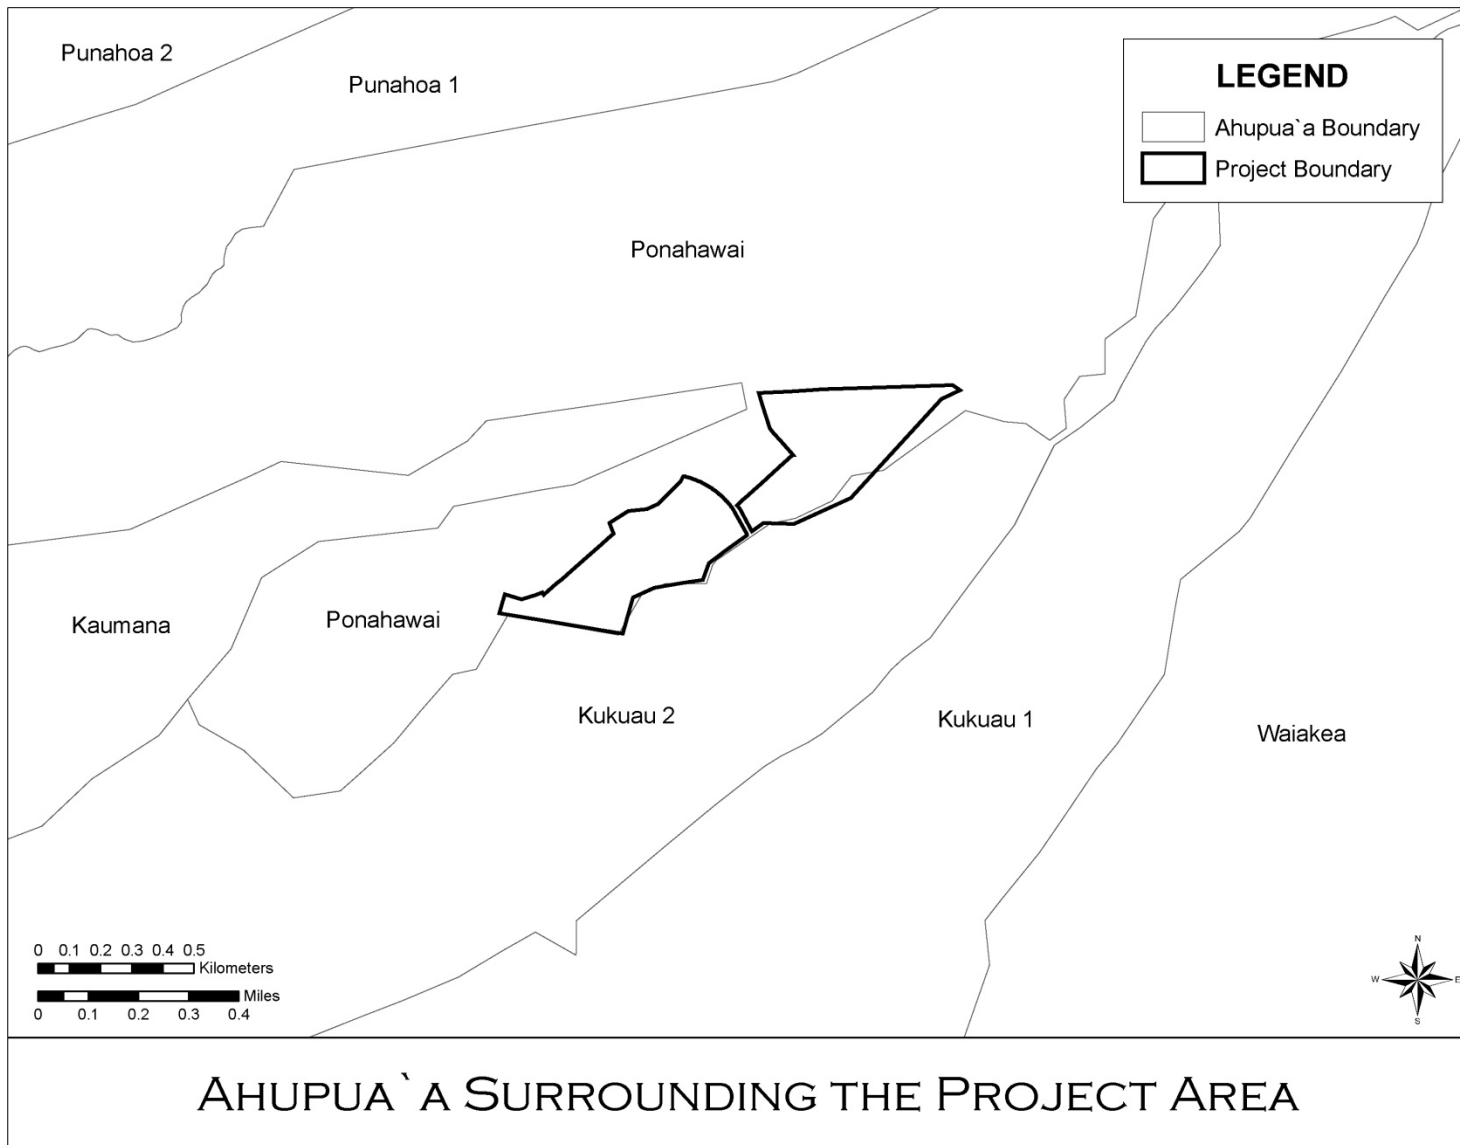 Punahoa 2
Punahoa 1
LEGEND
Ahupua`a Boundary
Project Boundary
Ponahawai
Kaumana
Ponahawai
Kukuau 2
Kukuau 1
Waiakea
0 0.1 0.2 0.3 0.4 0.5
Kilometers
Miles
0 0.1 0.2 0.3 0.4
N
W E
S
AHUPUA`A SURROUNDING THE PROJECT AREA